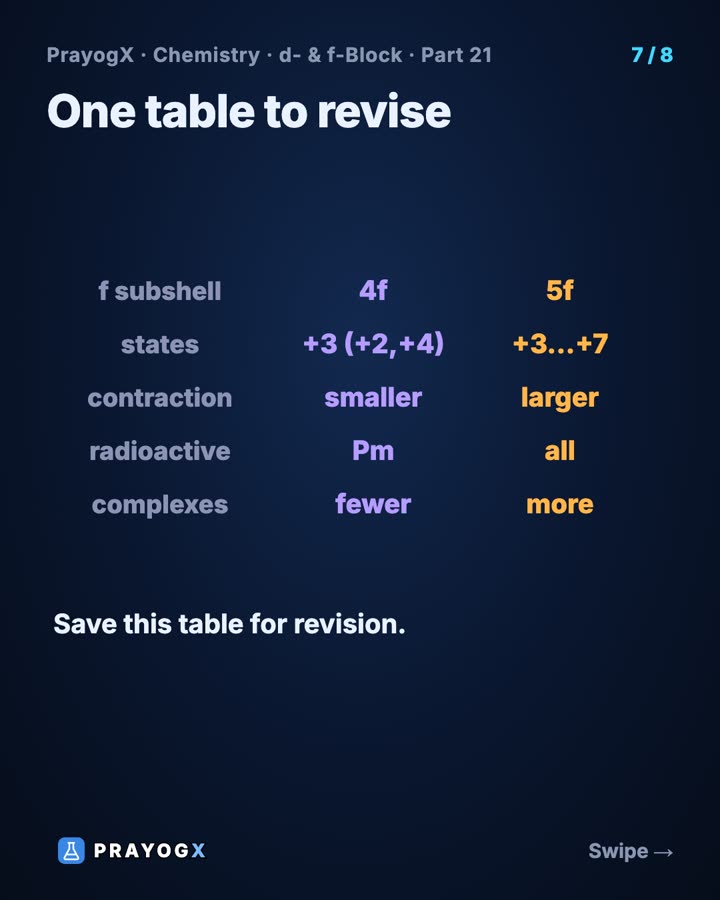 PrayogX · Chemistry · d- & f-Block · Part 21 7 / 8
One table to revise
f subshell 4f 5f
states +3 (+2,+4) +3…+7
contraction smaller larger
radioactive Pm all
complexes fewer more
Save this table for revision.
PRAYOGX Swipe →